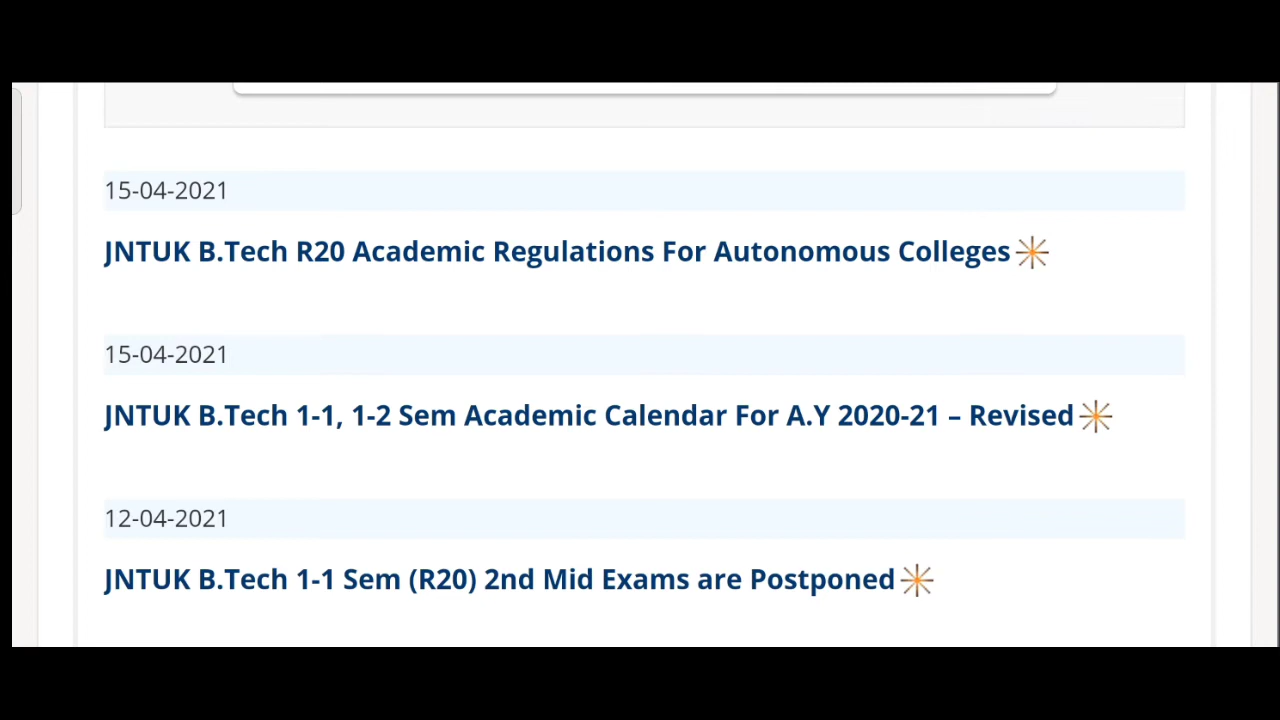 15-04-2021
JNTUK B.Tech R20 Academic Regulations For Autonomous Colleges
15-04-2021
JNTUK B.Tech 1-1, 1-2 Sem Academic Calendar For A.Y 2020-21 – Revised
12-04-2021
JNTUK B.Tech 1-1 Sem (R20) 2nd Mid Exams are Postponed